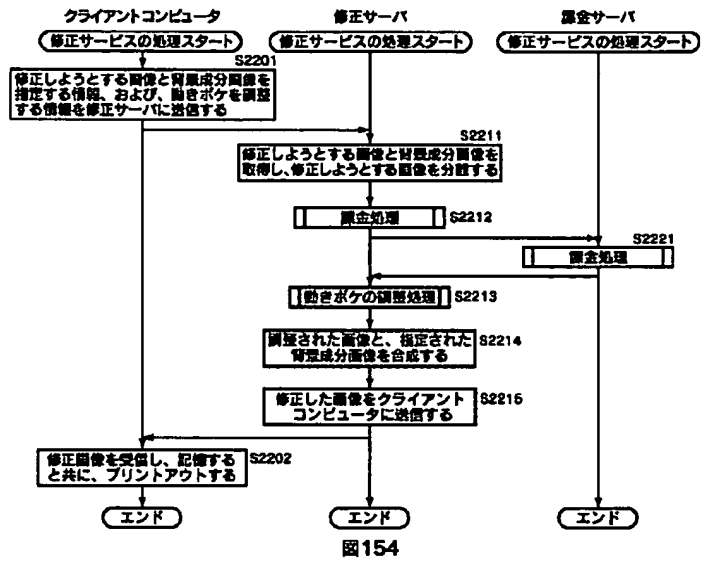 クライアントコンピュータ
修正サーバ
課金サーバ
修正サービスの処理スタート
修正サービスの処理スタート
修正サービスの処理スタート
S2201
修正しようとする画像と背景成分画像を
指定する情報、および、動きボケを調整
する情報を修正サーバに送信する
S2211
修正しようとする画像と背景成分画像を
取得し、修正しようとする画像を分離する
課金処理
S2212
S2221
課金処理
動きボケの調整処理
S2213
調整された画像と、指定された
背景成分画像を合成する
S2214
修正した画像をクライアント
コンピュータに送信する
S2215
修正画像を受信し、記憶する
と共に、プリントアウトする
S2202
エンド
エンド
エンド
図154